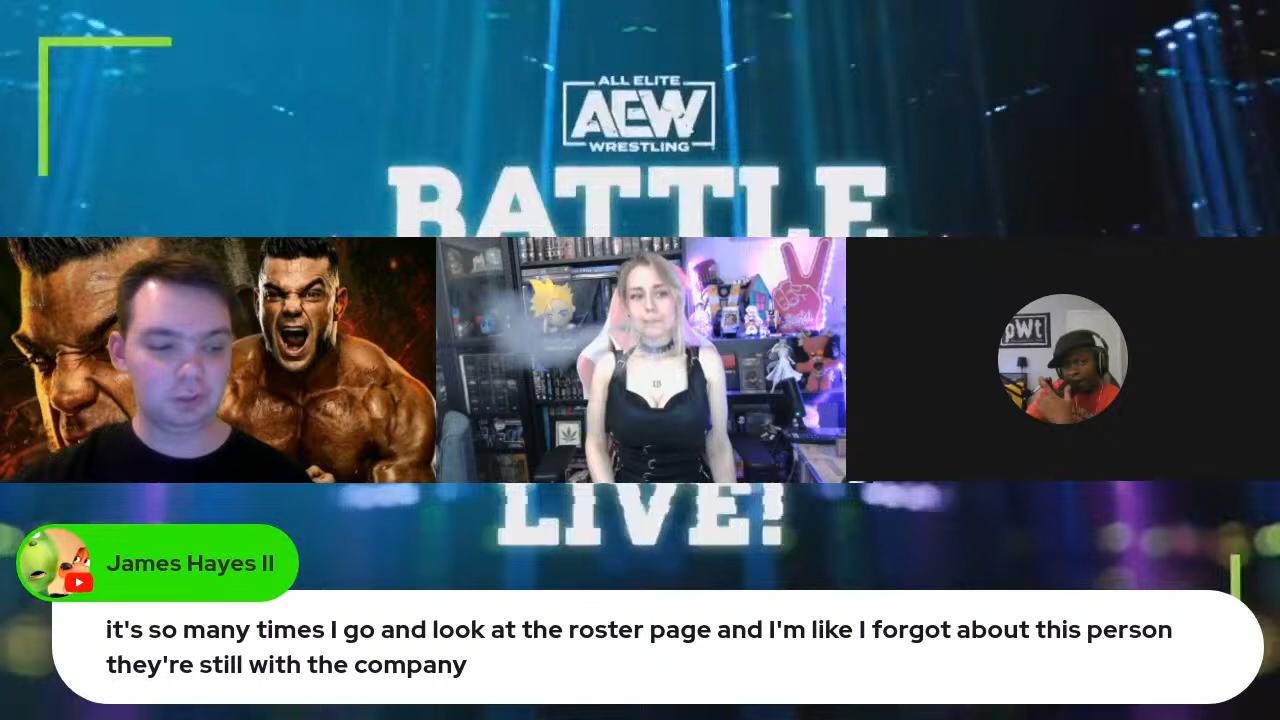 ALL ELITE
AEW
WRESTLING
BATTLE
pWt
LIVE!
James Hayes II
it's so many times I go and look at the roster page and I'm like I forgot about this person
they're still with the company